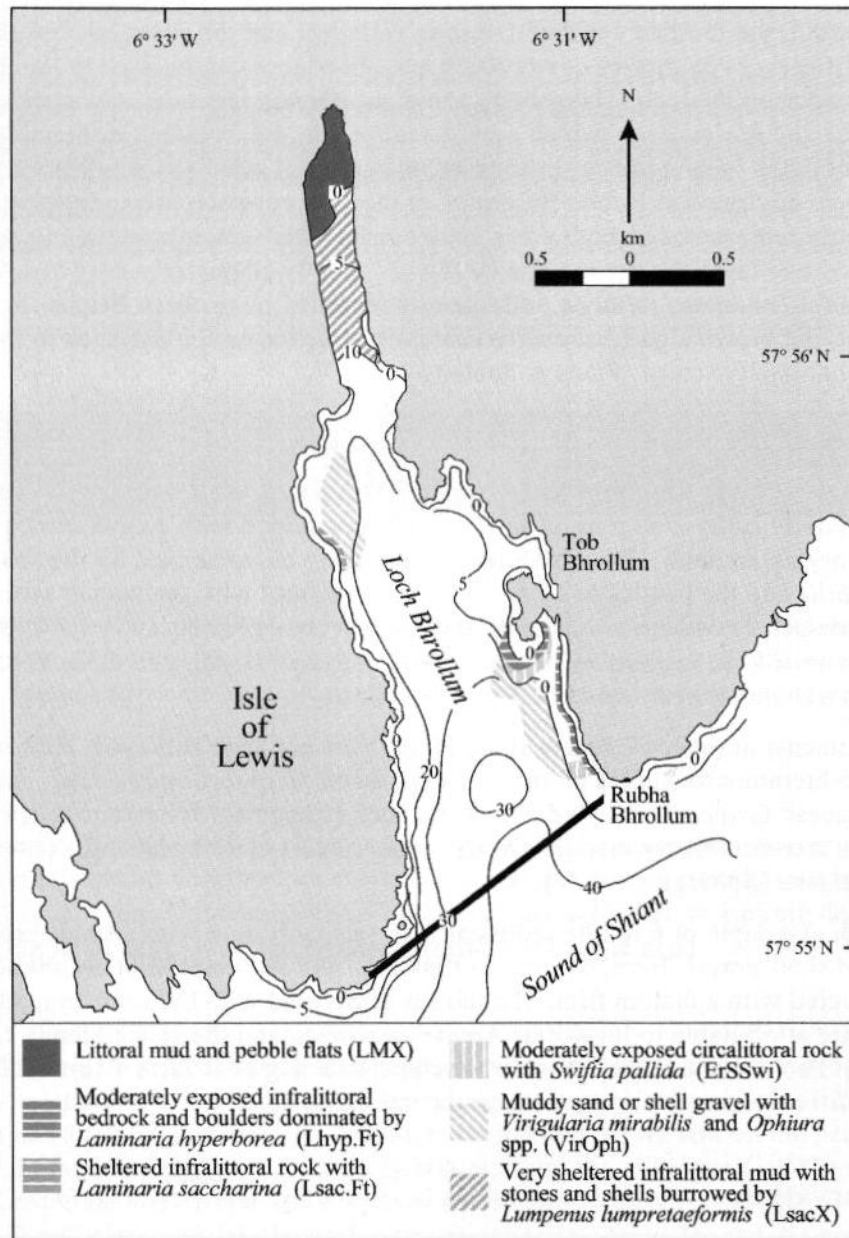 6° 33' W
6° 31' W
N
km
0.5
0
0.5
0
5
57° 56' N
10
0
0
Tob
Bhrollum
5
Loch Bhrollum
0
0
Isle
of
Lewis
0
20
30
Rubha
Bhrollum
0
40
30
Sound of Shiant
57° 55' N
0
5
Littoral mud and pebble flats (LMX)
Moderately exposed infralittoral
bedrock and boulders dominated by
Laminaria hyperborea (Lhyp.Ft)
Sheltered infralittoral rock with
Laminaria saccharina (Lsac.Ft)
Moderately exposed circalittoral rock
with Swiftia pallida (ErSSwi)
Muddy sand or shell gravel with
Virigularia mirabilis and Ophiura
spp. (VirOph)
Very sheltered infralittoral mud with
stones and shells burrowed by
Lumpenus lumpretaeformis (LsacX)